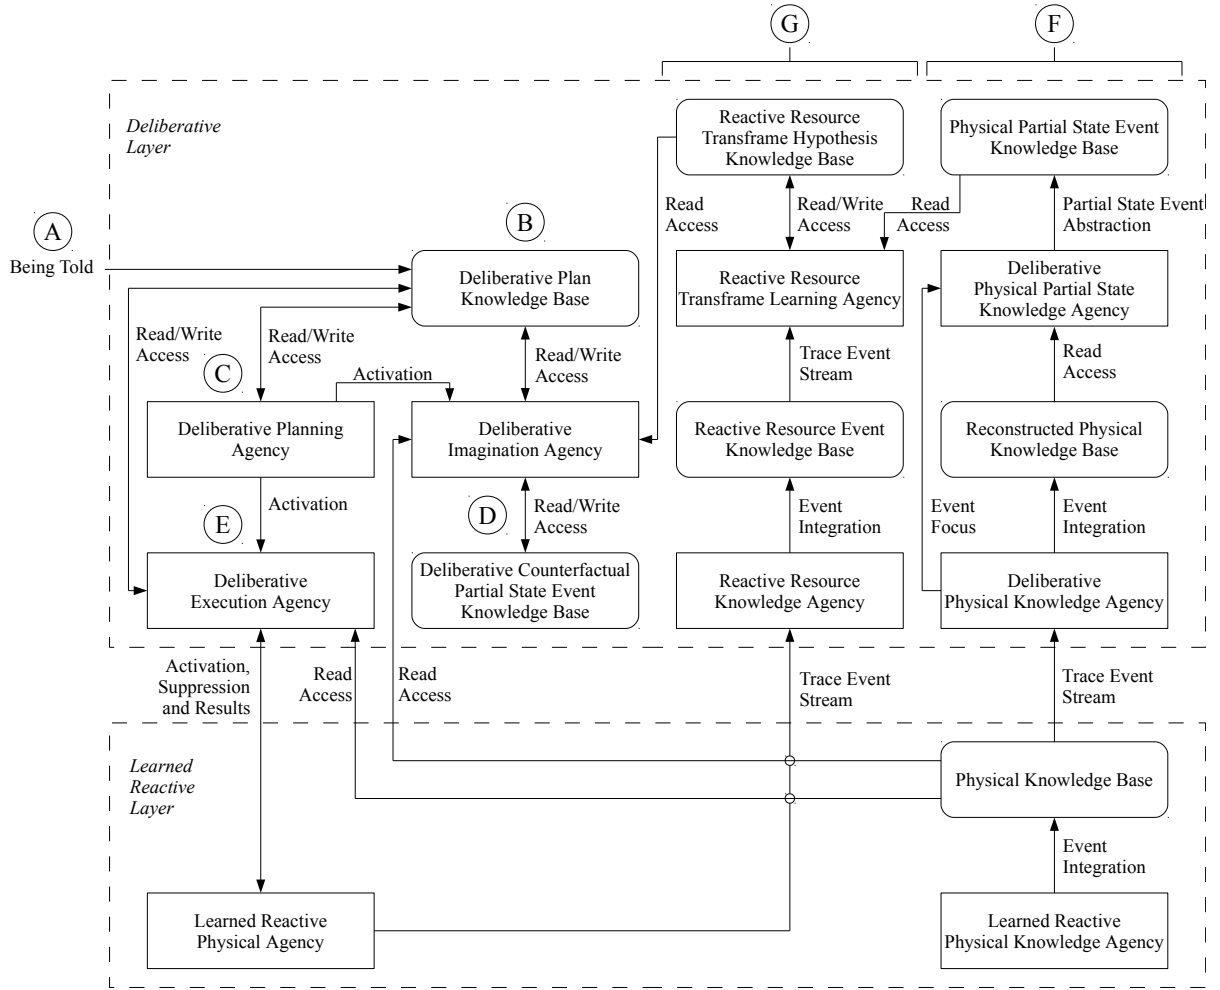 G
F
Deliberative
Layer
Reactive Resource
Transframe Hypothesis
Knowledge Base
Physical Partial State Event
Knowledge Base
Read
Access
Read/Write
Access
Read
Access
Partial State Event
Abstraction
A
Being Told
B
Deliberative Plan
Knowledge Base
Reactive Resource
Transframe Learning Agency
Deliberative
Physical Partial State
Knowledge Agency
Read/Write
Access
Read/Write
Access
Read/Write
Access
Trace Event
Stream
Read
Access
C
Activation
Deliberative Planning
Agency
Deliberative
Imagination Agency
Reactive Resource Event
Knowledge Base
Reconstructed Physical
Knowledge Base
Activation
E
D
Read/Write
Access
Event
Integration
Event
Focus
Event
Integration
Deliberative
Execution Agency
Deliberative Counterfactual
Partial State Event
Knowledge Base
Reactive Resource
Knowledge Agency
Deliberative
Physical Knowledge Agency
Activation,
Suppression
and Results
Read
Access
Read
Access
Trace Event
Stream
Trace Event
Stream
Learned
Reactive
Layer
Physical Knowledge Base
Event
Integration
Learned Reactive
Physical Agency
Learned Reactive
Physical Knowledge Agency